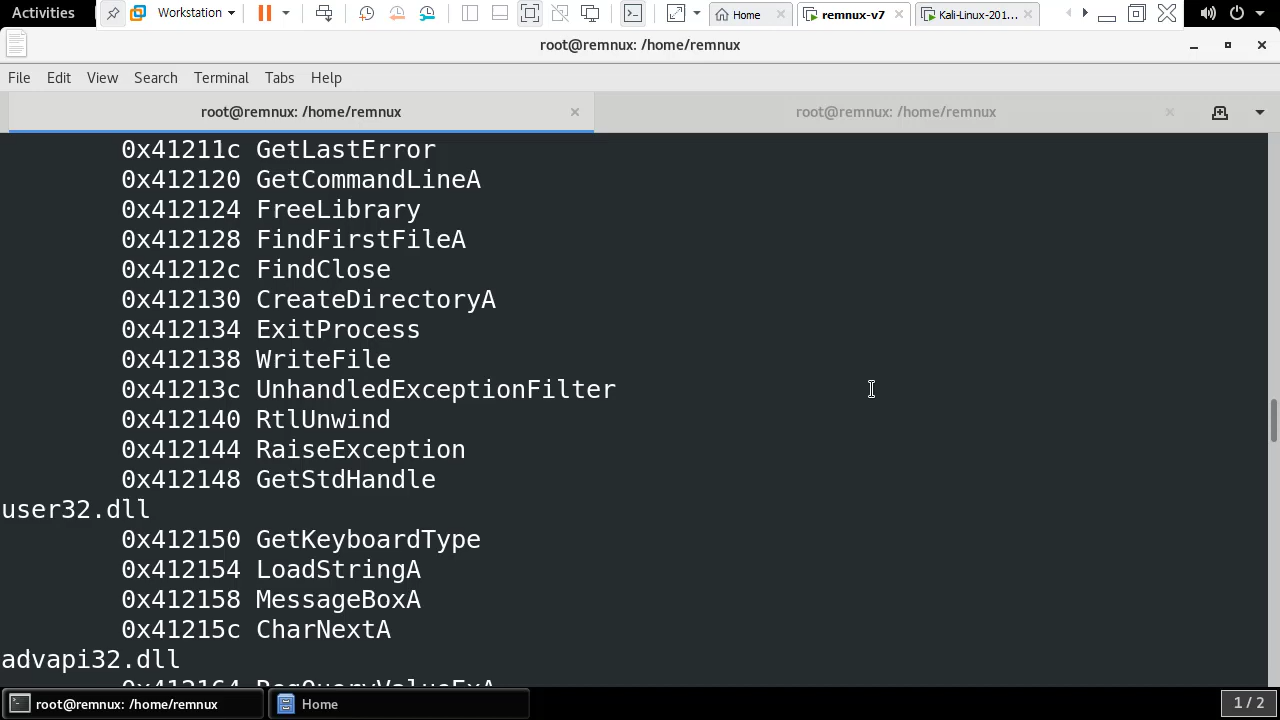 Activities Workstation Home remnux-v7 Kali-Linux-201...
root@remnux: /home/remnux
File Edit View Search Terminal Tabs Help
root@remnux: /home/remnux root@remnux: /home/remnux
0x41211c GetLastError
0x412120 GetCommandLineA
0x412124 FreeLibrary
0x412128 FindFirstFileA
0x41212c FindClose
0x412130 CreateDirectoryA
0x412134 ExitProcess
0x412138 WriteFile
0x41213c UnhandledExceptionFilter
0x412140 RtlUnwind
0x412144 RaiseException
0x412148 GetStdHandle
user32.dll
0x412150 GetKeyboardType
0x412154 LoadStringA
0x412158 MessageBoxA
0x41215c CharNextA
advapi32.dll
0x412164 RegQueryValueExA
root@remnux: /home/remnux Home 1 / 2